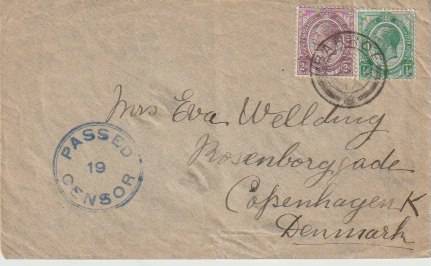 Mrs Eva Wellding
Rosenborggade
Copenhagen K
Denmark
PASSED
19
CENSOR